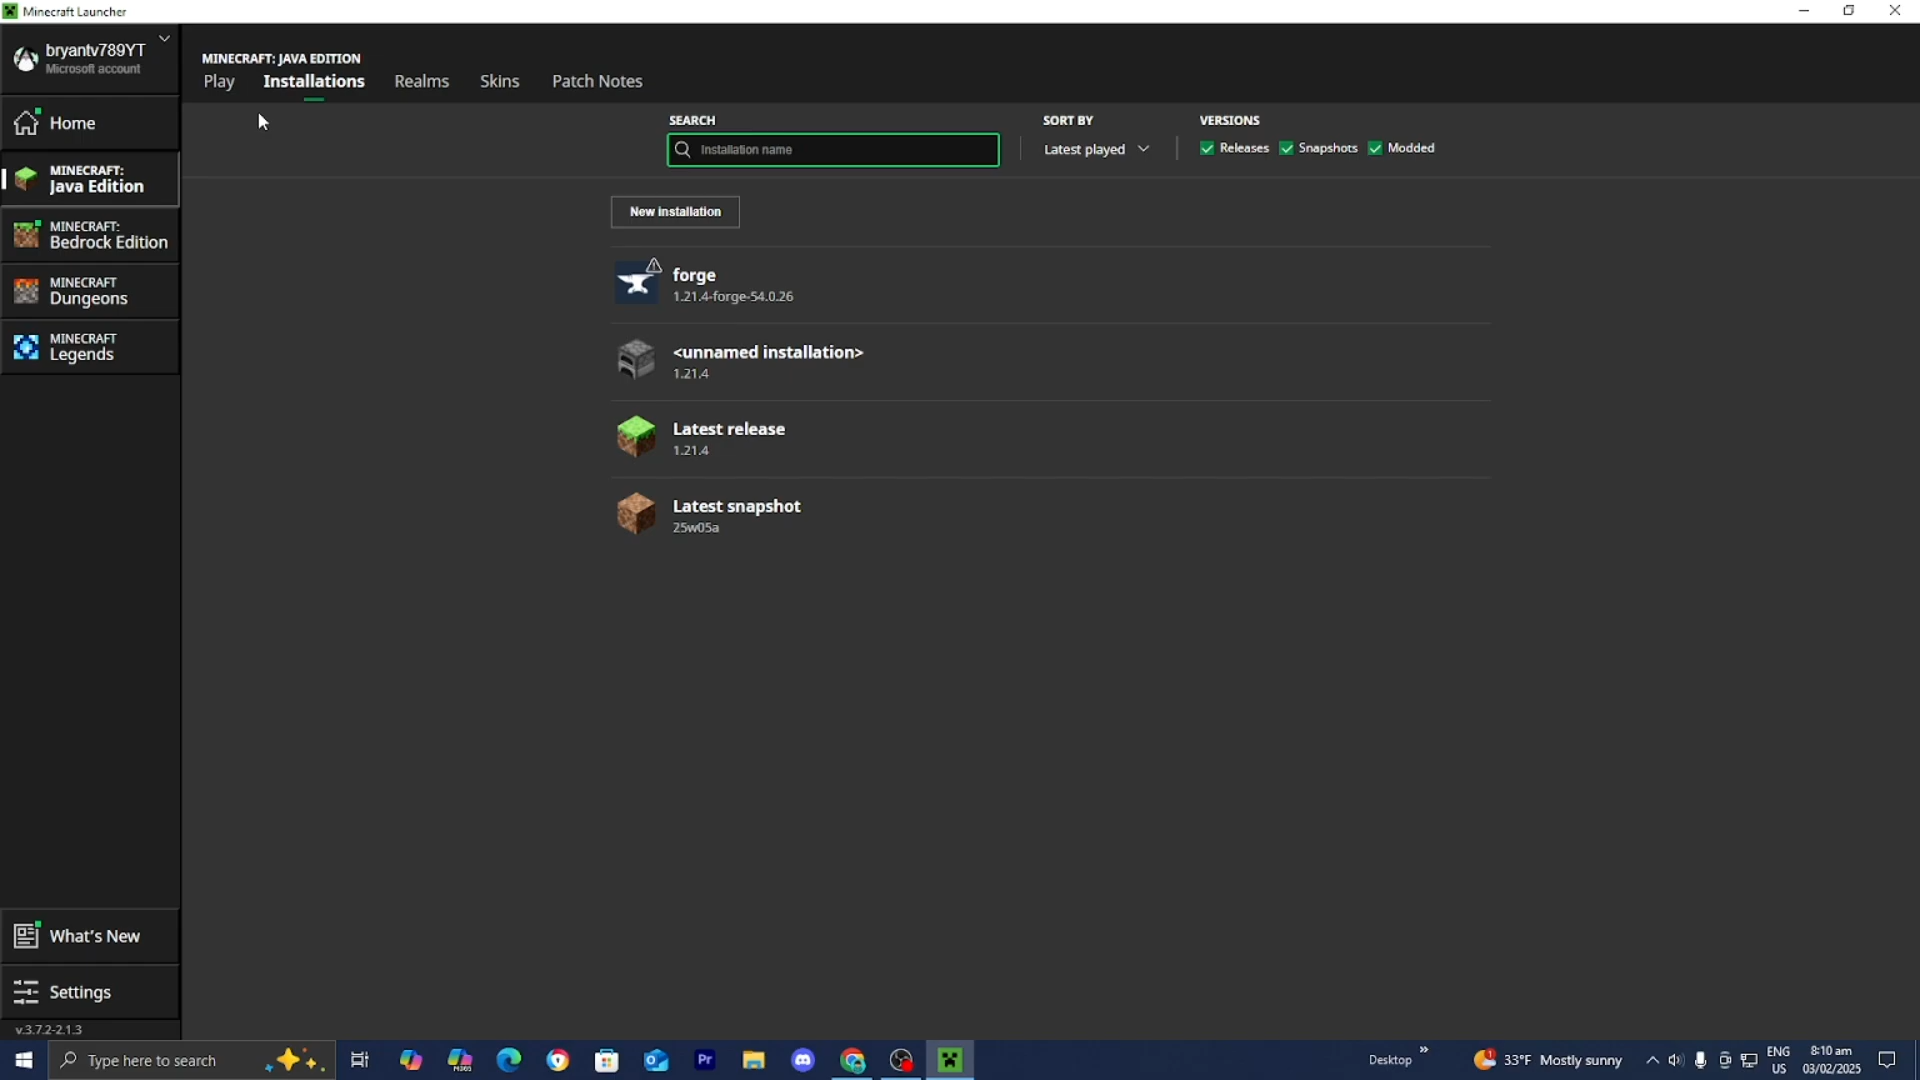 Minecraft Launcher
bryantv789YT
Microsoft account
Home
MINECRAFT:
Java Edition
MINECRAFT:
Bedrock Edition
MINECRAFT
Dungeons
MINECRAFT
Legends
What's New
Settings
v.3.7.2-2.1.3
MINECRAFT: JAVA EDITION
Play Installations Realms Skins Patch Notes
SEARCH SORT BY VERSIONS
Installation name Latest played Releases Snapshots Modded
New installation
forge
1.21.4-forge-54.0.26
<unnamed installation>
1.21.4
Latest release
1.21.4
Latest snapshot
25w05a
Type here to search
M365
Pr
Desktop
33°F Mostly sunny
ENG
US
8:10 am
03/02/2025